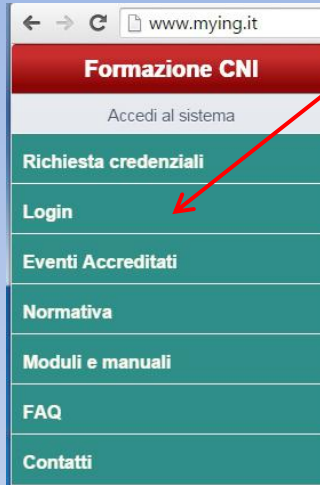 www.mying.it
Formazione CNI
Accedi al sistema
Richiesta credenziali
Login
Eventi Accreditati
Normativa
Moduli e manuali
FAQ
Contatti